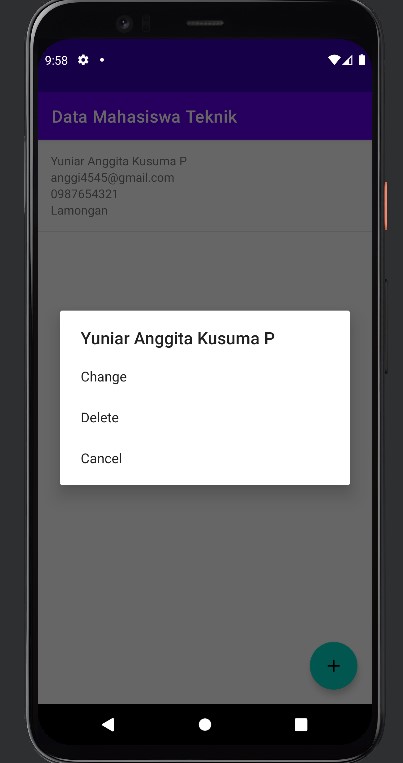 9:58
Data Mahasiswa Teknik
Yuniar Anggita Kusuma P
anggi4545@gmail.com
0987654321
Lamongan
Yuniar Anggita Kusuma P
Change
Delete
Cancel
+